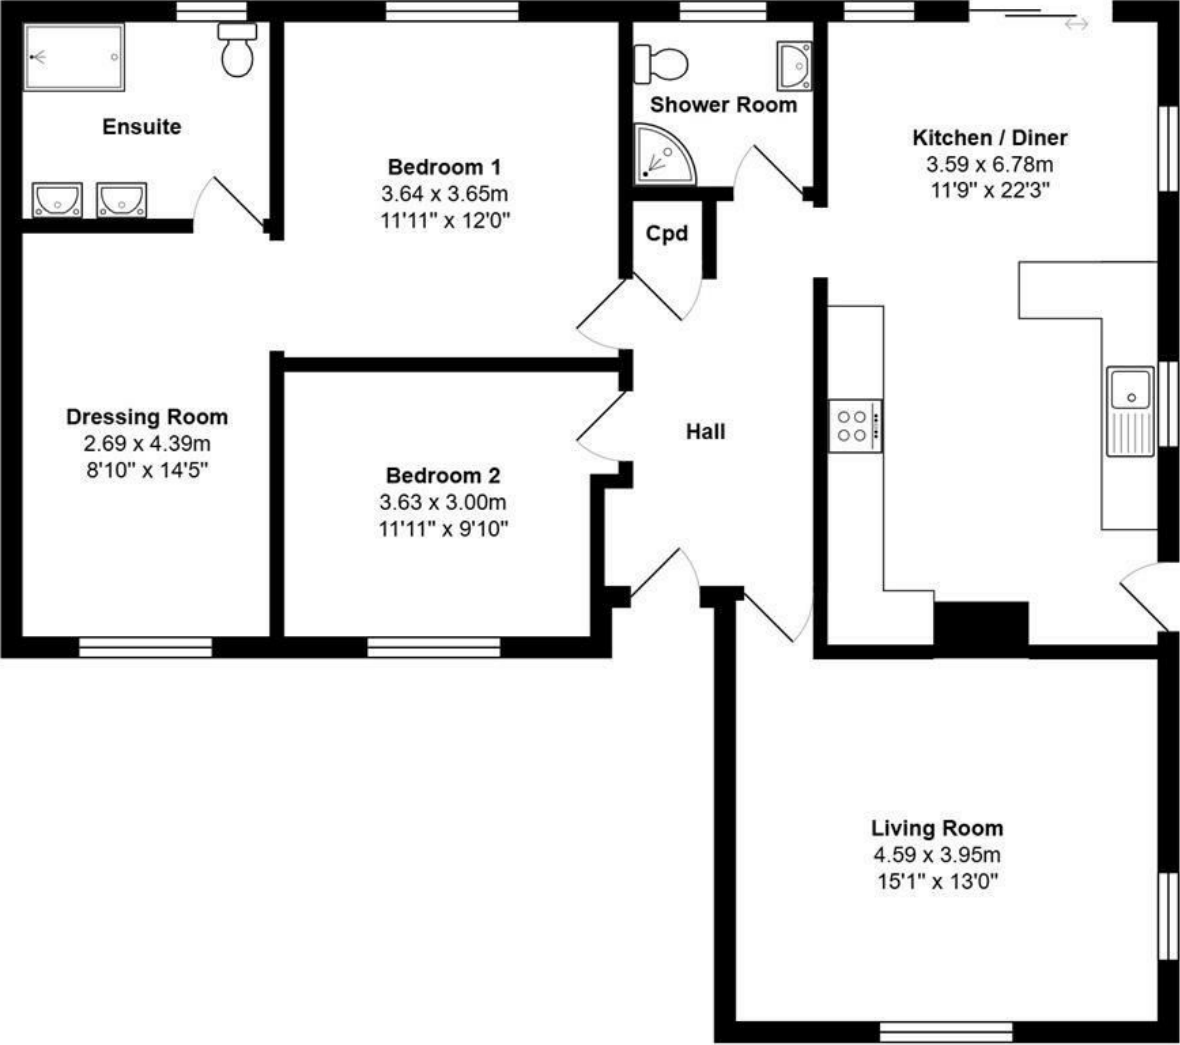 Ensuite
Bedroom 1
3.64 x 3.65m
11'11" x 12'0"
Shower Room
Kitchen / Diner
3.59 x 6.78m
11'9" x 22'3"
Cpd
Dressing Room
2.69 x 4.39m
8'10" x 14'5"
Bedroom 2
3.63 x 3.00m
11'11" x 9'10"
Hall
Living Room
4.59 x 3.95m
15'1" x 13'0"